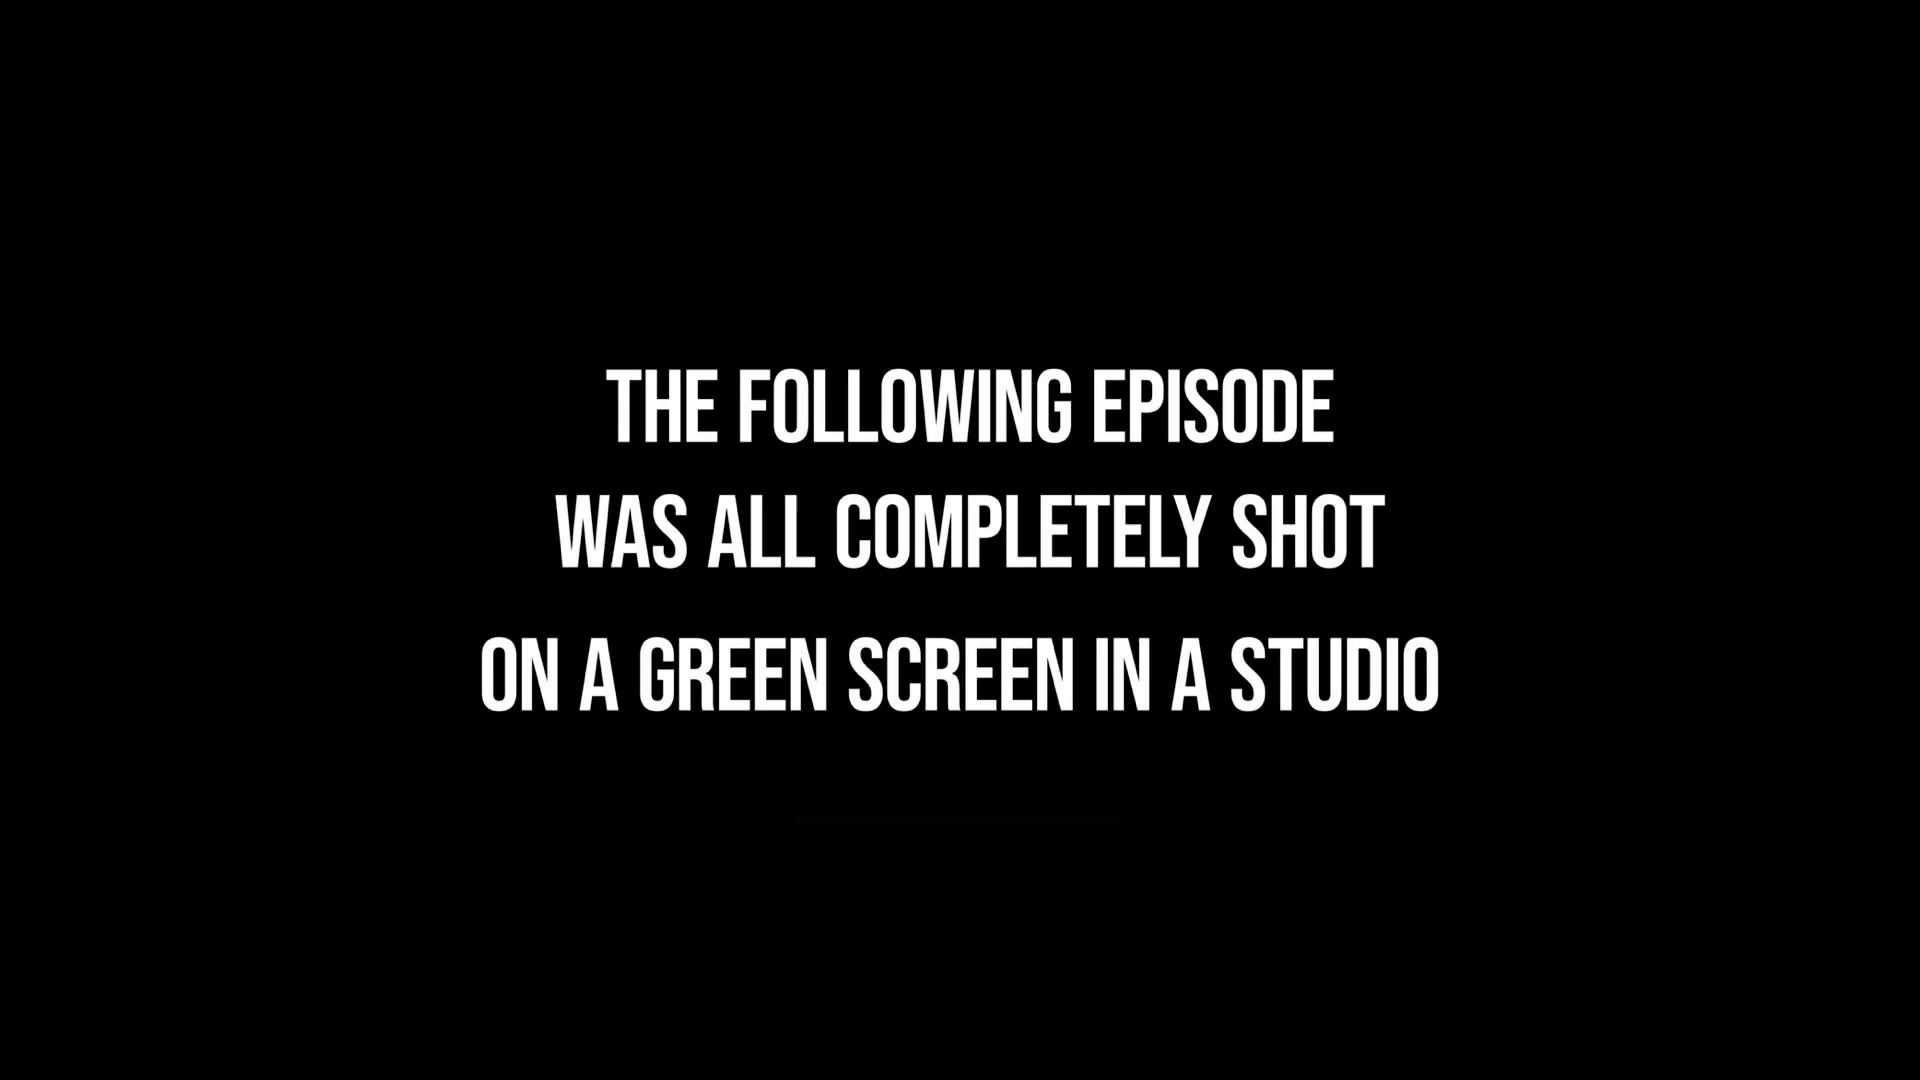 THE FOLLOWING EPISODE
WAS ALL COMPLETELY SHOT
ON A GREEN SCREEN IN A STUDIO